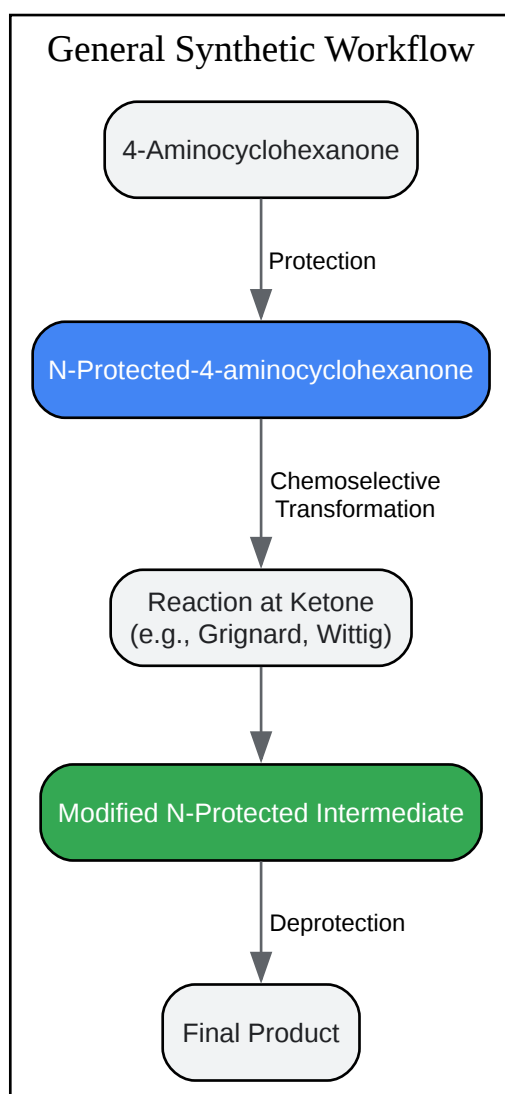 General Synthetic Workflow
4-Aminocyclohexanone
Protection
N-Protected-4-aminocyclohexanone
Chemoselective
Transformation
Reaction at Ketone
(e.g., Grignard, Wittig)
Modified N-Protected Intermediate
Deprotection
Final Product